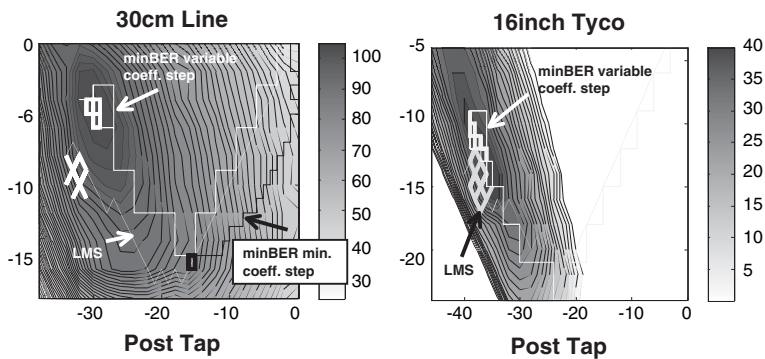 30cm Line
16inch Tyco
0
-6
-10
-15
-30
-20
-10
0
Post Tap
100
90
80
70
60
50
40
30
minBER variable
coeff. step
LMS
minBER min.
coeff. step
-5
-10
-15
-20
-40
-30
-20
-10
0
Post Tap
40
35
30
25
20
15
10
5
minBER variable
coeff. step
LMS